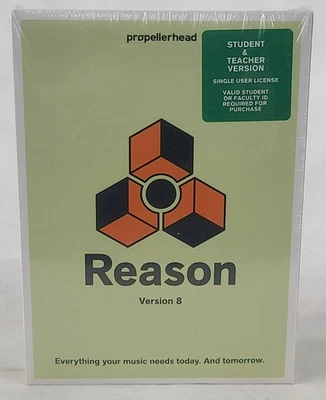 propellerhead
STUDENT
&
TEACHER
VERSION
SINGLE USER LICENSE
VALID STUDENT
OR FACULTY ID
REQUIRED FOR
PURCHASE
Reason
Version 8
Everything your music needs today. And tomorrow.